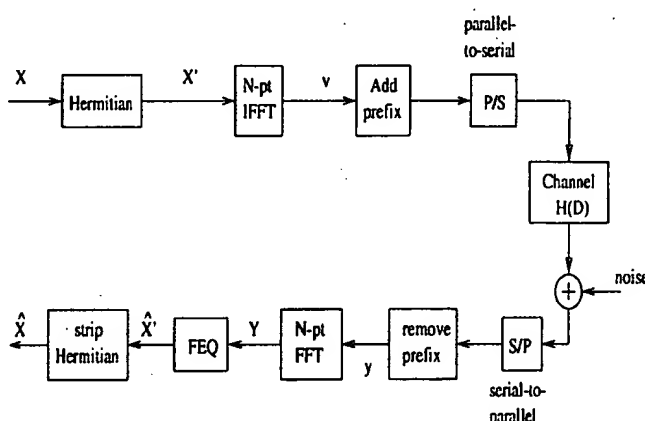 parallel-
to-serial
X
Hermitian
X'
N-pt
IFFT
v
Add
prefix
P/S
Channel
H(D)
+
noise
X̂
strip
Hermitian
X̂'
FEQ
Y
N-pt
FFT
y
remove
prefix
S/P
serial-to-
parallel